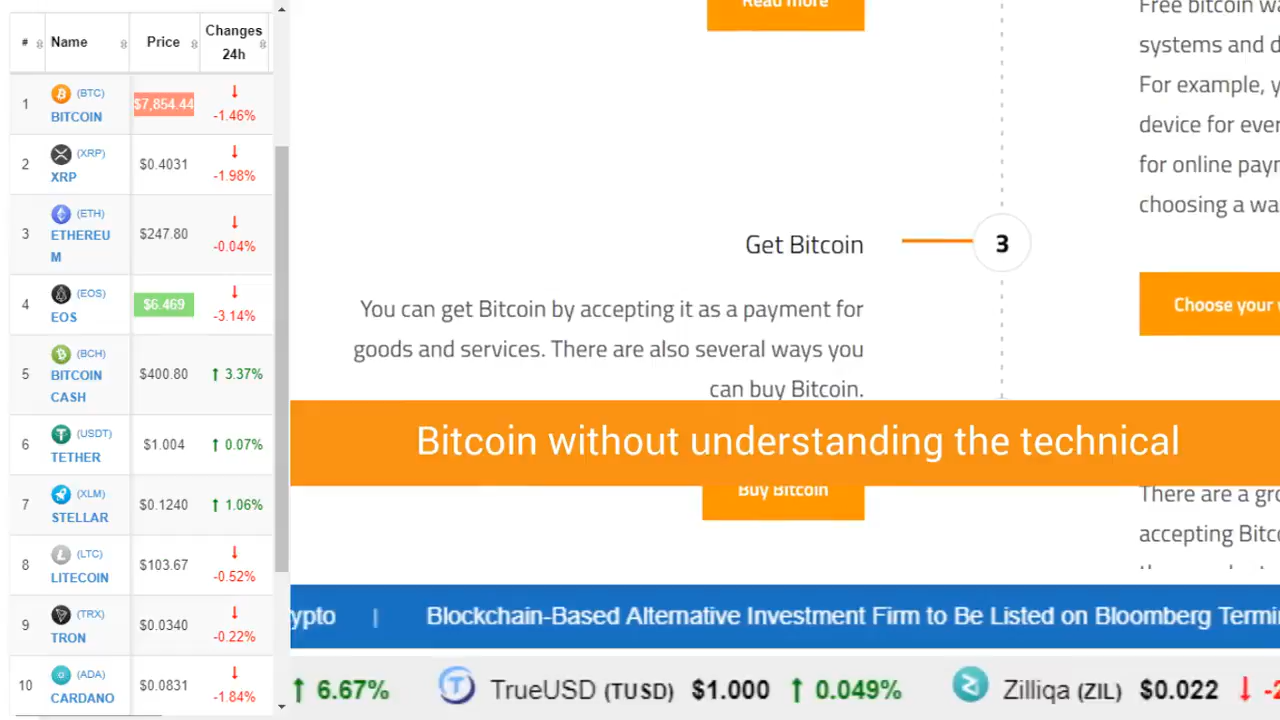 # Name Price Changes 24h
1 (BTC) BITCOIN $7,854.44 ↓ -1.46%
2 (XRP) XRP $0.4031 ↓ -1.98%
3 (ETH) ETHEREUM $247.80 ↓ -0.04%
4 (EOS) EOS $6.469 ↓ -3.14%
5 (BCH) BITCOIN CASH $400.80 ↑ 3.37%
6 (USDT) TETHER $1.004 ↑ 0.07%
7 (XLM) STELLAR $0.1240 ↑ 1.06%
8 (LTC) LITECOIN $103.67 ↓ -0.52%
9 (TRX) TRON $0.0340 ↓ -0.22%
10 (ADA) CARDANO $0.0831 ↓ -1.84%
Read more
Get Bitcoin
3
You can get Bitcoin by accepting it as a payment for
goods and services. There are also several ways you
can buy Bitcoin.
Bitcoin without understanding the technical
Buy Bitcoin
Free bitcoin
systems and
For example,
device for
for online
choosing a
Choose your
There are a
accepting
Blockchain-Based Alternative Investment Firm to Be Listed on Bloomberg
↑ 6.67% TrueUSD (TUSD) $1.000 ↑ 0.049% Zilliqa (ZIL) $0.022 ↓